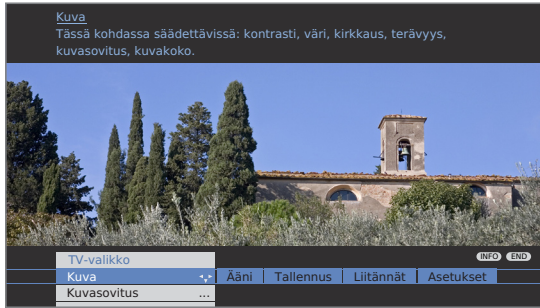 Kuva
Tässä kohdassa säädettävissä: kontrasti, väri, kirkkaus, terävyys,
kuvasovitus, kuvakoko.
INFO END
TV-valikko
Kuva Ääni Tallennus Liitännät Asetukset
Kuvasovitus ...